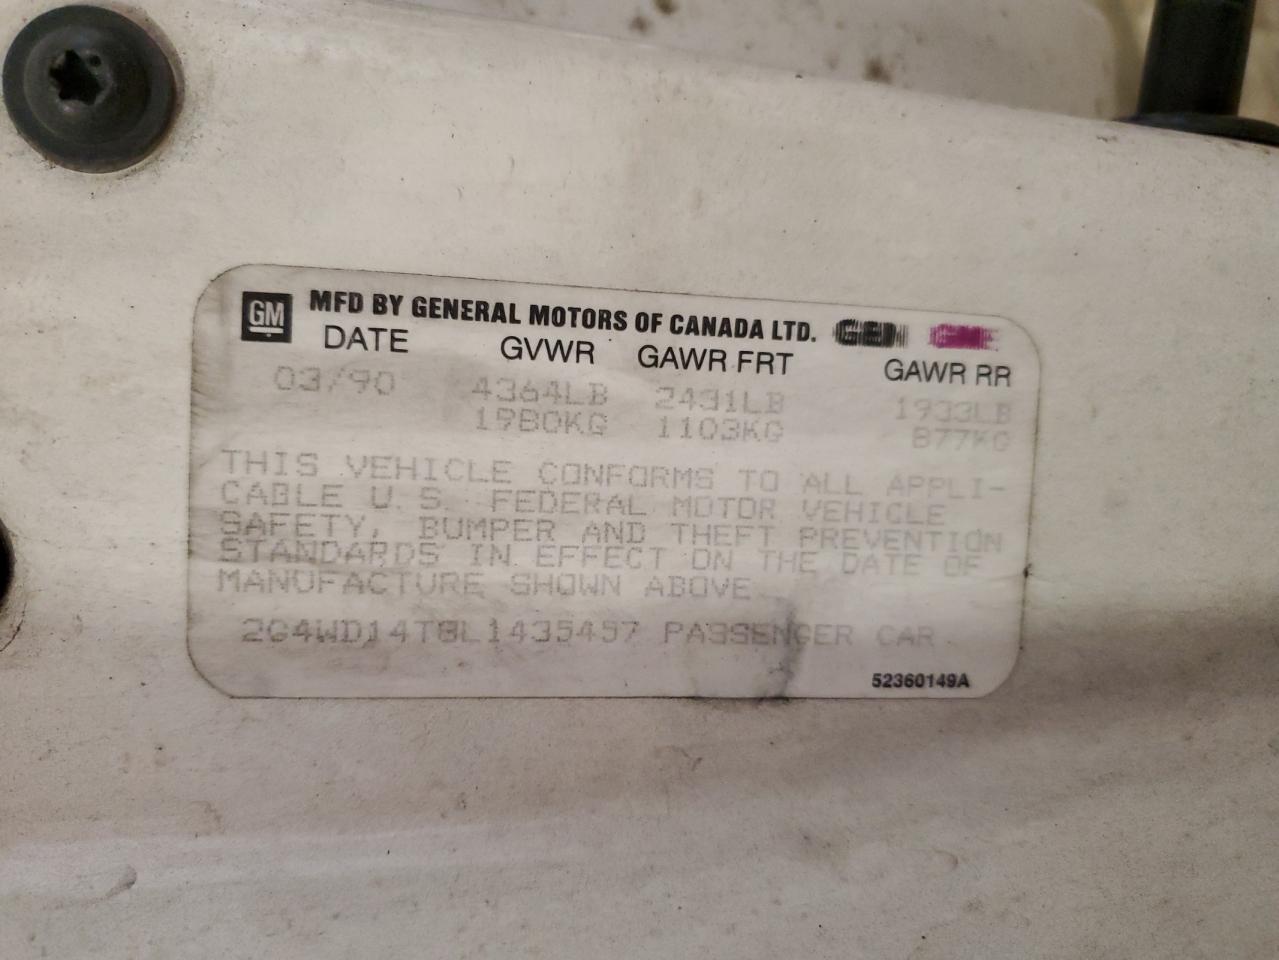 GM MFD BY GENERAL MOTORS OF CANADA LTD. GEN GME
DATE GVWR GAWR FRT GAWR RR
03/90 4364LB 2431LB 1933LB
1980KG 1103KG 877KG
THIS VEHICLE CONFORMS TO ALL APPLI-
CABLE U.S. FEDERAL MOTOR VEHICLE
SAFETY, BUMPER AND THEFT PREVENTION
STANDARDS IN EFFECT ON THE DATE OF
MANUFACTURE SHOWN ABOVE.
2G4WD14T8L1435457 PASSENGER CAR
52360149A